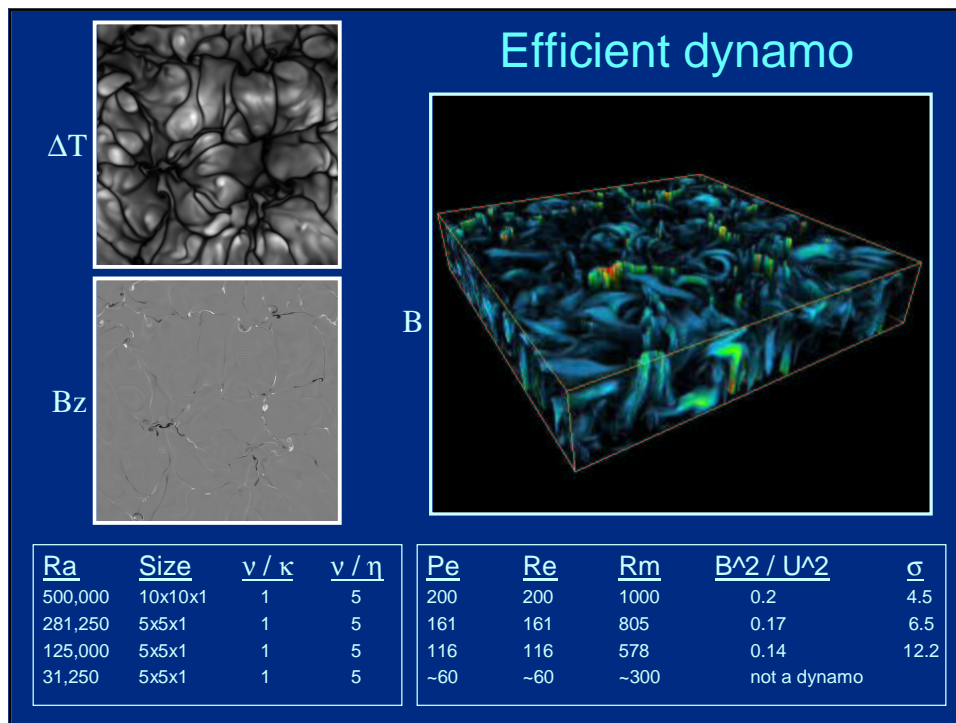 Efficient dynamo
ΔT
B
Bz
Ra Size ν / κ ν / η
500,000 10x10x1 1 5
281,250 5x5x1 1 5
125,000 5x5x1 1 5
31,250 5x5x1 1 5
Pe Re Rm B^2 / U^2 σ
200 200 1000 0.2 4.5
161 161 805 0.17 6.5
116 116 578 0.14 12.2
~60 ~60 ~300 not a dynamo